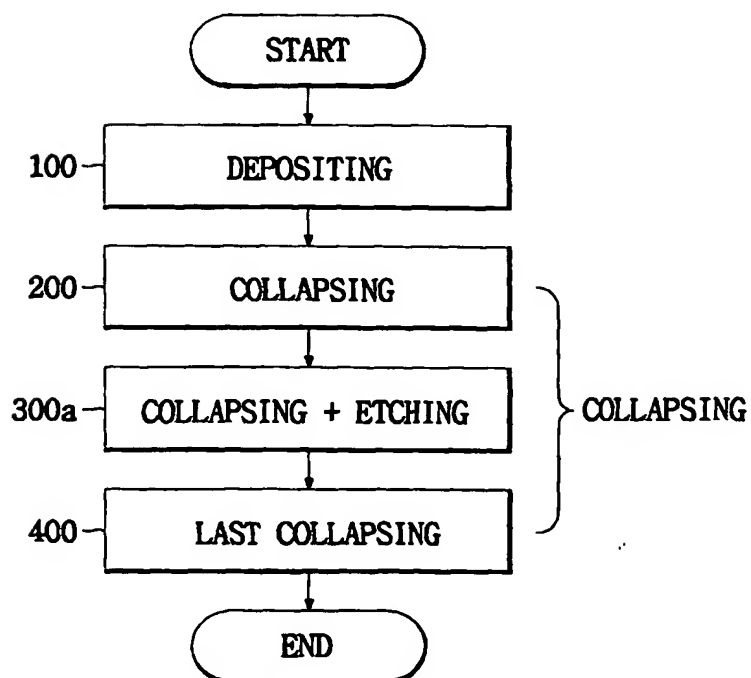 START
100 DEPOSITING
200 COLLAPSING
300a COLLAPSING + ETCHING
COLLAPSING
400 LAST COLLAPSING
END